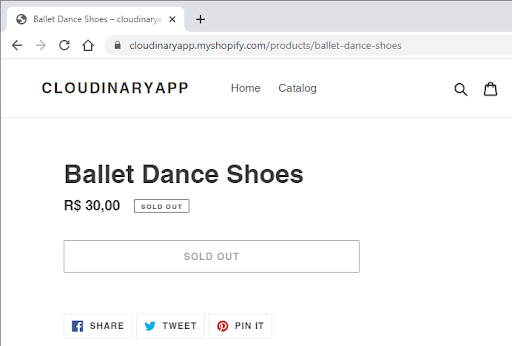 Ballet Dance Shoes – cloudinarya
cloudinaryapp.myshopify.com/products/ballet-dance-shoes
CLOUDINARYAPP Home Catalog
Ballet Dance Shoes
R$ 30,00 SOLD OUT
SOLD OUT
SHARE TWEET PIN IT